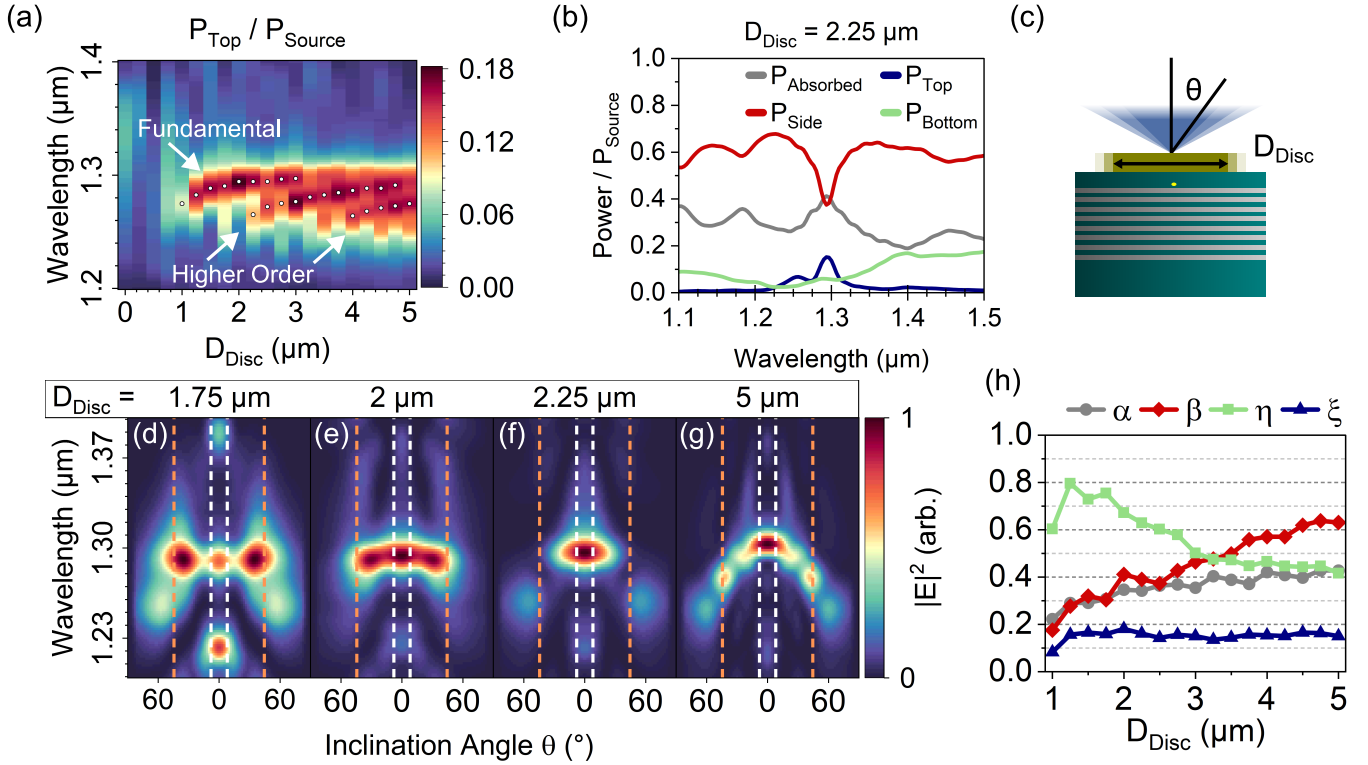 (a)
P_Top / P_Source
Wavelength (µm)
1.4
1.3
1.2
Fundamental
Higher Order
0 1 2 3 4 5
D_Disc (µm)
0.18
0.12
0.06
0.00
(b)
D_Disc = 2.25 µm
Power / P_Source
1.0
0.8
0.6
0.4
0.2
0.0
P_Absorbed P_Top
P_Side P_Bottom
1.1 1.2 1.3 1.4 1.5
Wavelength (µm)
(c)
θ
D_Disc
D_Disc = 1.75 µm 2 µm 2.25 µm 5 µm
(d) (e) (f) (g)
Wavelength (µm)
1.37
1.30
1.23
60 0 60 60 0 60 60 0 60 60 0 60
Inclination Angle θ (°)
1
0
|E|² (arb.)
(h)
α β η ξ
1.0
0.8
0.6
0.4
0.2
0.0
1 2 3 4 5
D_Disc (µm)